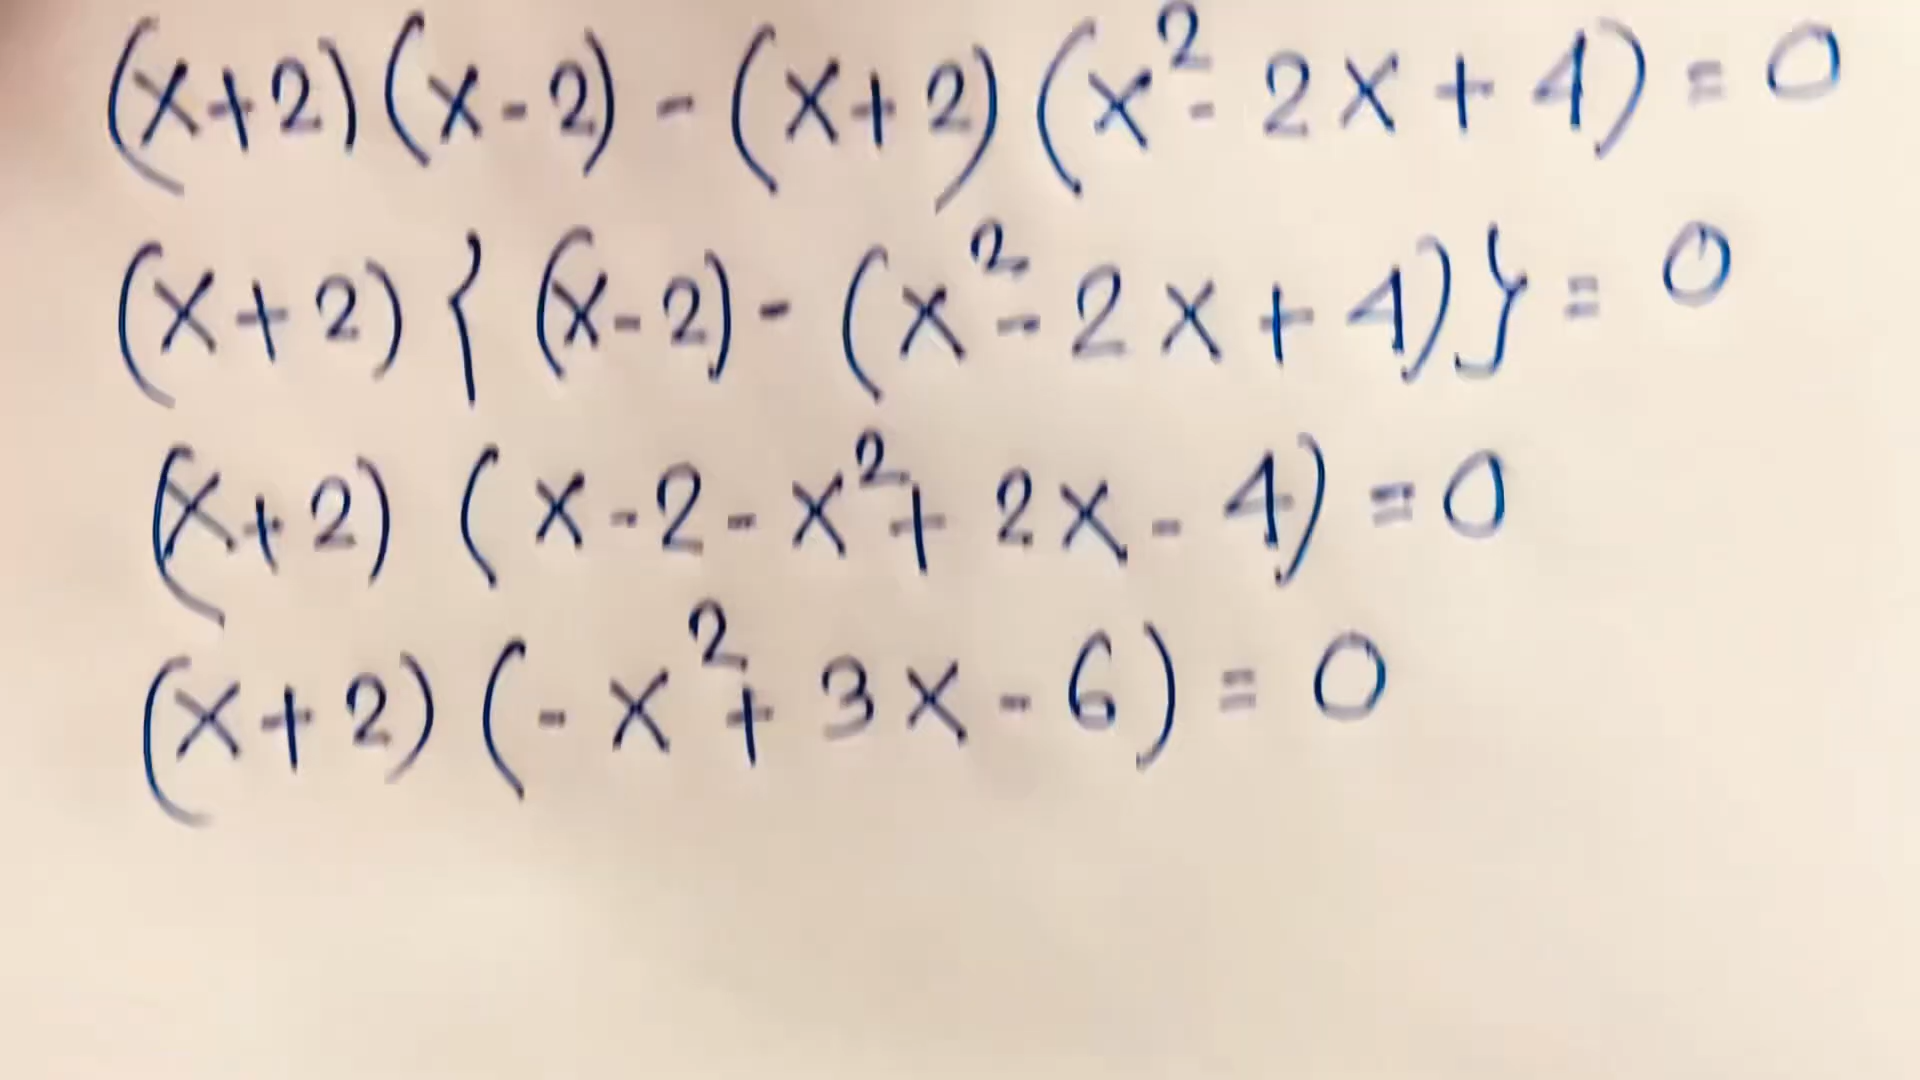 (x+2)(x-2)-(x+2)(x²-2x+4)=0
(x+2){(x-2)-(x²-2x+4)}=0
(x+2)(x-2-x²+2x-4)=0
(x+2)(-x²+3x-6)=0